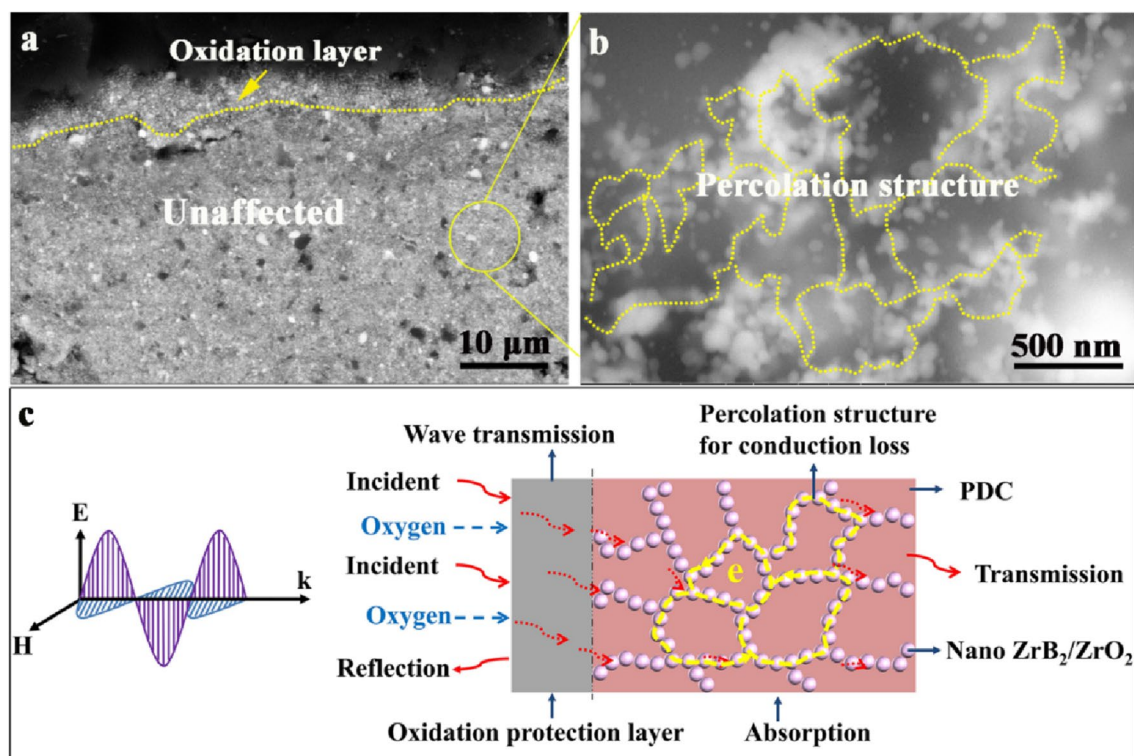 a
Oxidation layer
Unaffected
10 μm
b
Percolation structure
500 nm
c
E
k
H
Wave transmission
Incident
Oxygen
Incident
Oxygen
Reflection
Oxidation protection layer
Percolation structure
for conduction loss
e
PDC
Transmission
Nano ZrB₂/ZrO₂
Absorption